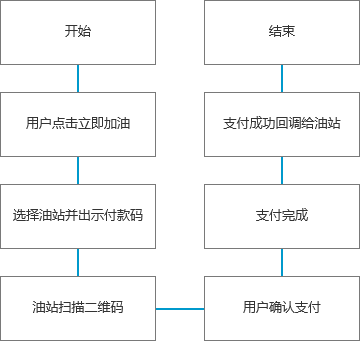 开始
结束
用户点击立即加油
支付成功回调给油站
选择油站并出示付款码
支付完成
油站扫描二维码
用户确认支付